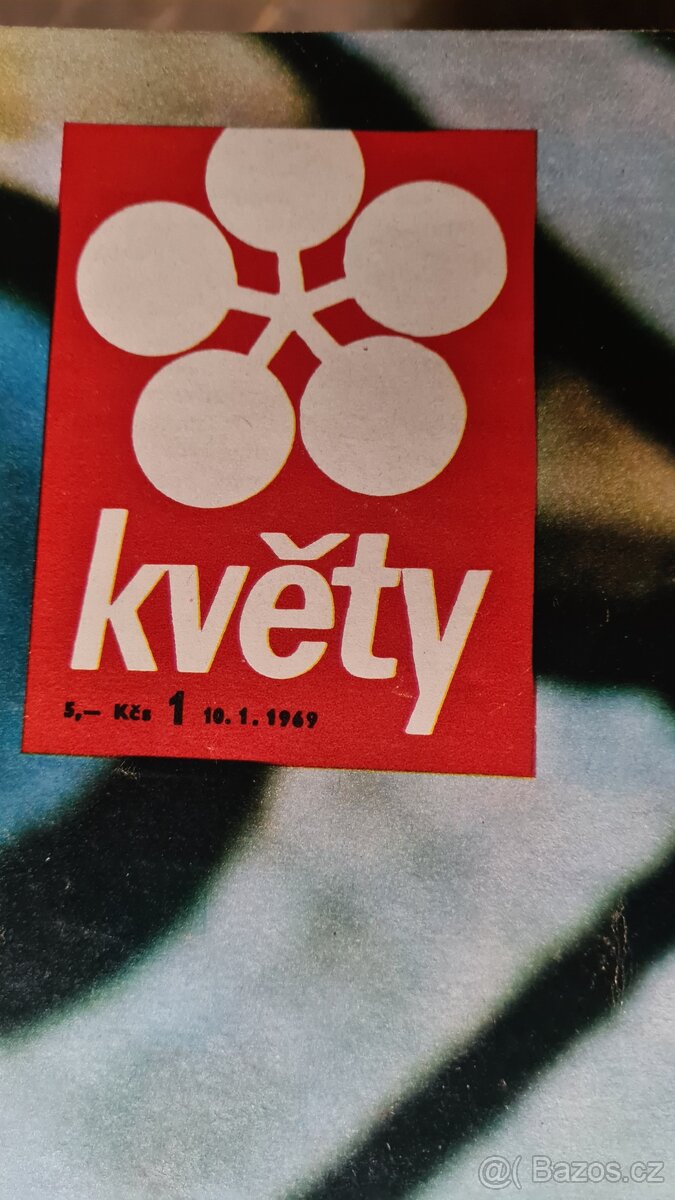 květy
5,— Kčs 1 10. 1. 1969
@( Bazos.cz